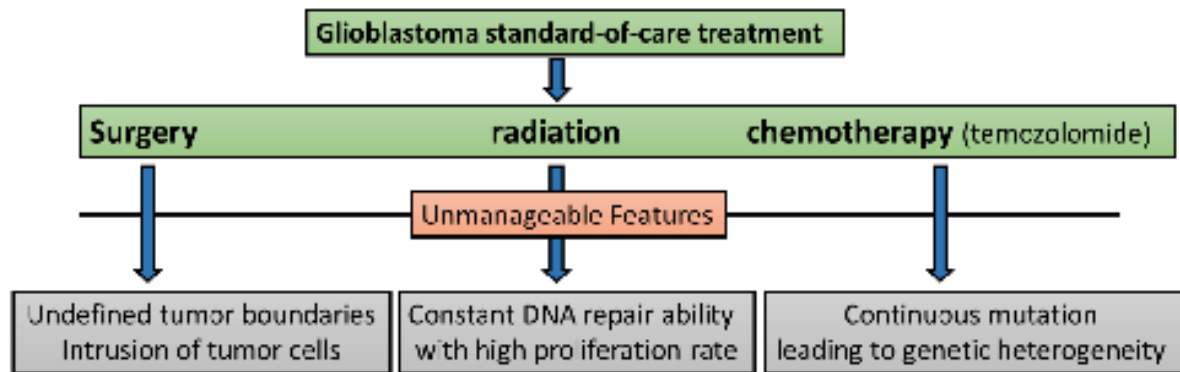 Glioblastoma standard-of-care treatment
Surgery radiation chemotherapy (temozolomide)
Unmanageable Features
Undefined tumor boundaries
Intrusion of tumor cells
Constant DNA repair ability
with high proliferation rate
Continuous mutation
leading to genetic heterogeneity